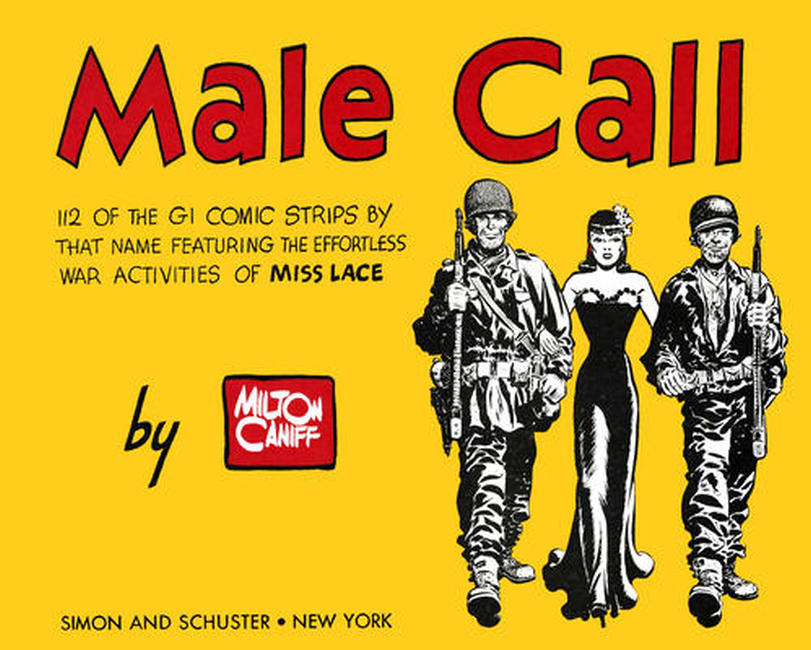 Male Call
112 OF THE GI COMIC STRIPS BY
THAT NAME FEATURING THE EFFORTLESS
WAR ACTIVITIES OF MISS LACE
by
MILTON
CANIFF
SIMON AND SCHUSTER • NEW YORK